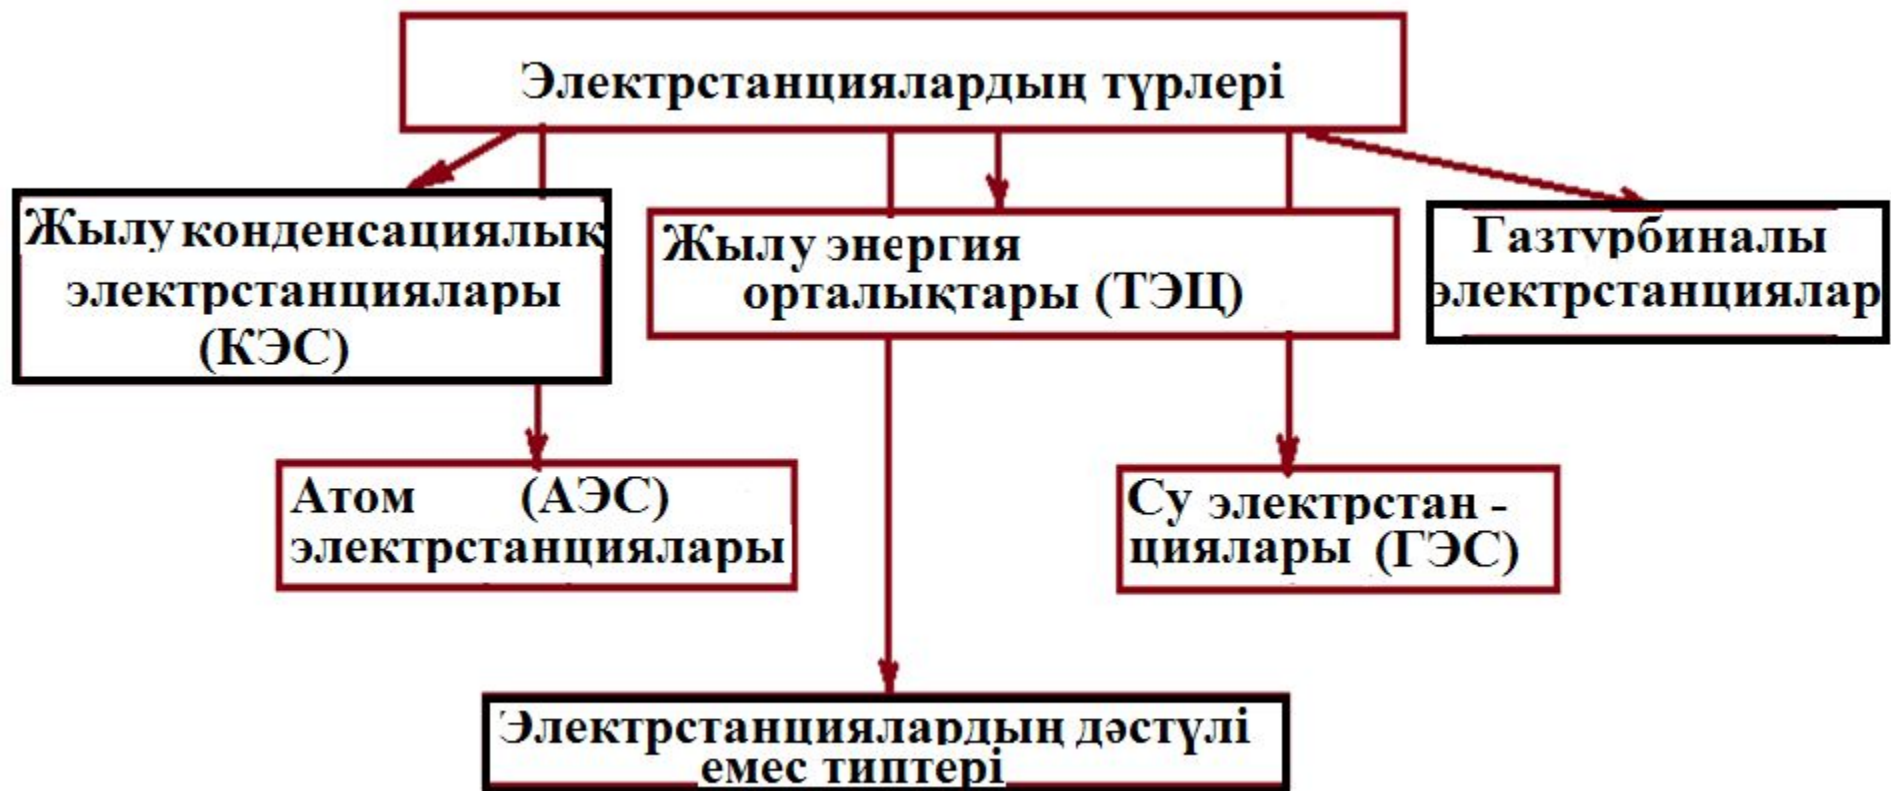 Электрстанциялардың түрлері
Жылу конденсациялық
электрстанциялары
(КЭС)
Жылу энергия
орталықтары (ТЭЦ)
Газтурбиналы
электрстанциялар
Атом (АЭС)
электрстанциялары
Су электрстан -
циялары (ГЭС)
Электрстанциялардың дәстүлі
емес типтері